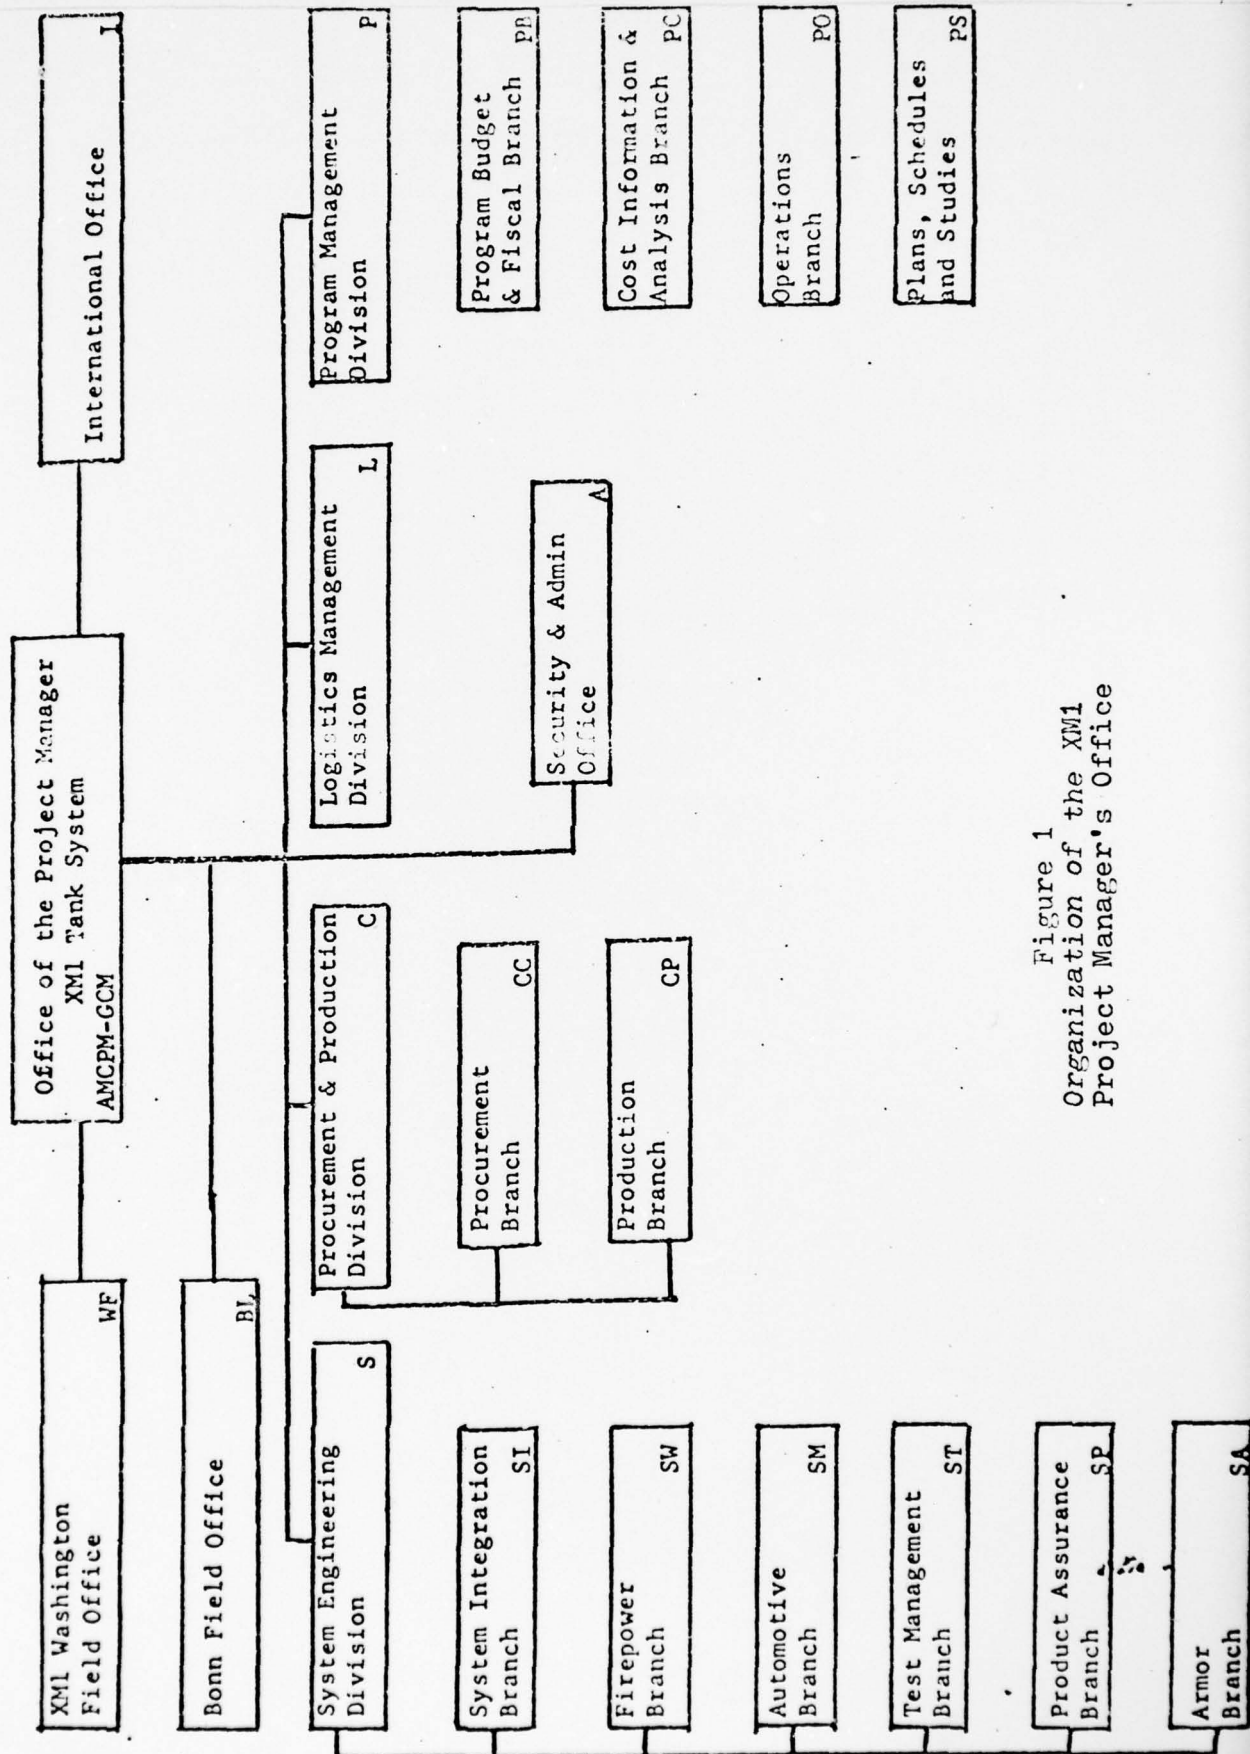 Office of the Project Manager
XM1 Tank System
AMCPM-GCM
XM1 Washington
Field Office
WF
International Office
I
Bonn Field Office
BL
System Engineering
Division
S
Procurement & Production
Division
C
Logistics Management
Division
L
Program Management
Division
P
System Integration
Branch
SI
Firepower
Branch
SW
Automotive
Branch
SM
Test Management
Branch
ST
Product Assurance
Branch
SP
Armor
Branch
SA
Procurement
Branch
CC
Production
Branch
CP
Security & Admin
Office
A
Program Budget
& Fiscal Branch
PB
Cost Information &
Analysis Branch
PC
Operations
Branch
PO
Plans, Schedules
and Studies
PS
Figure 1
Organization of the XM1
Project Manager's Office